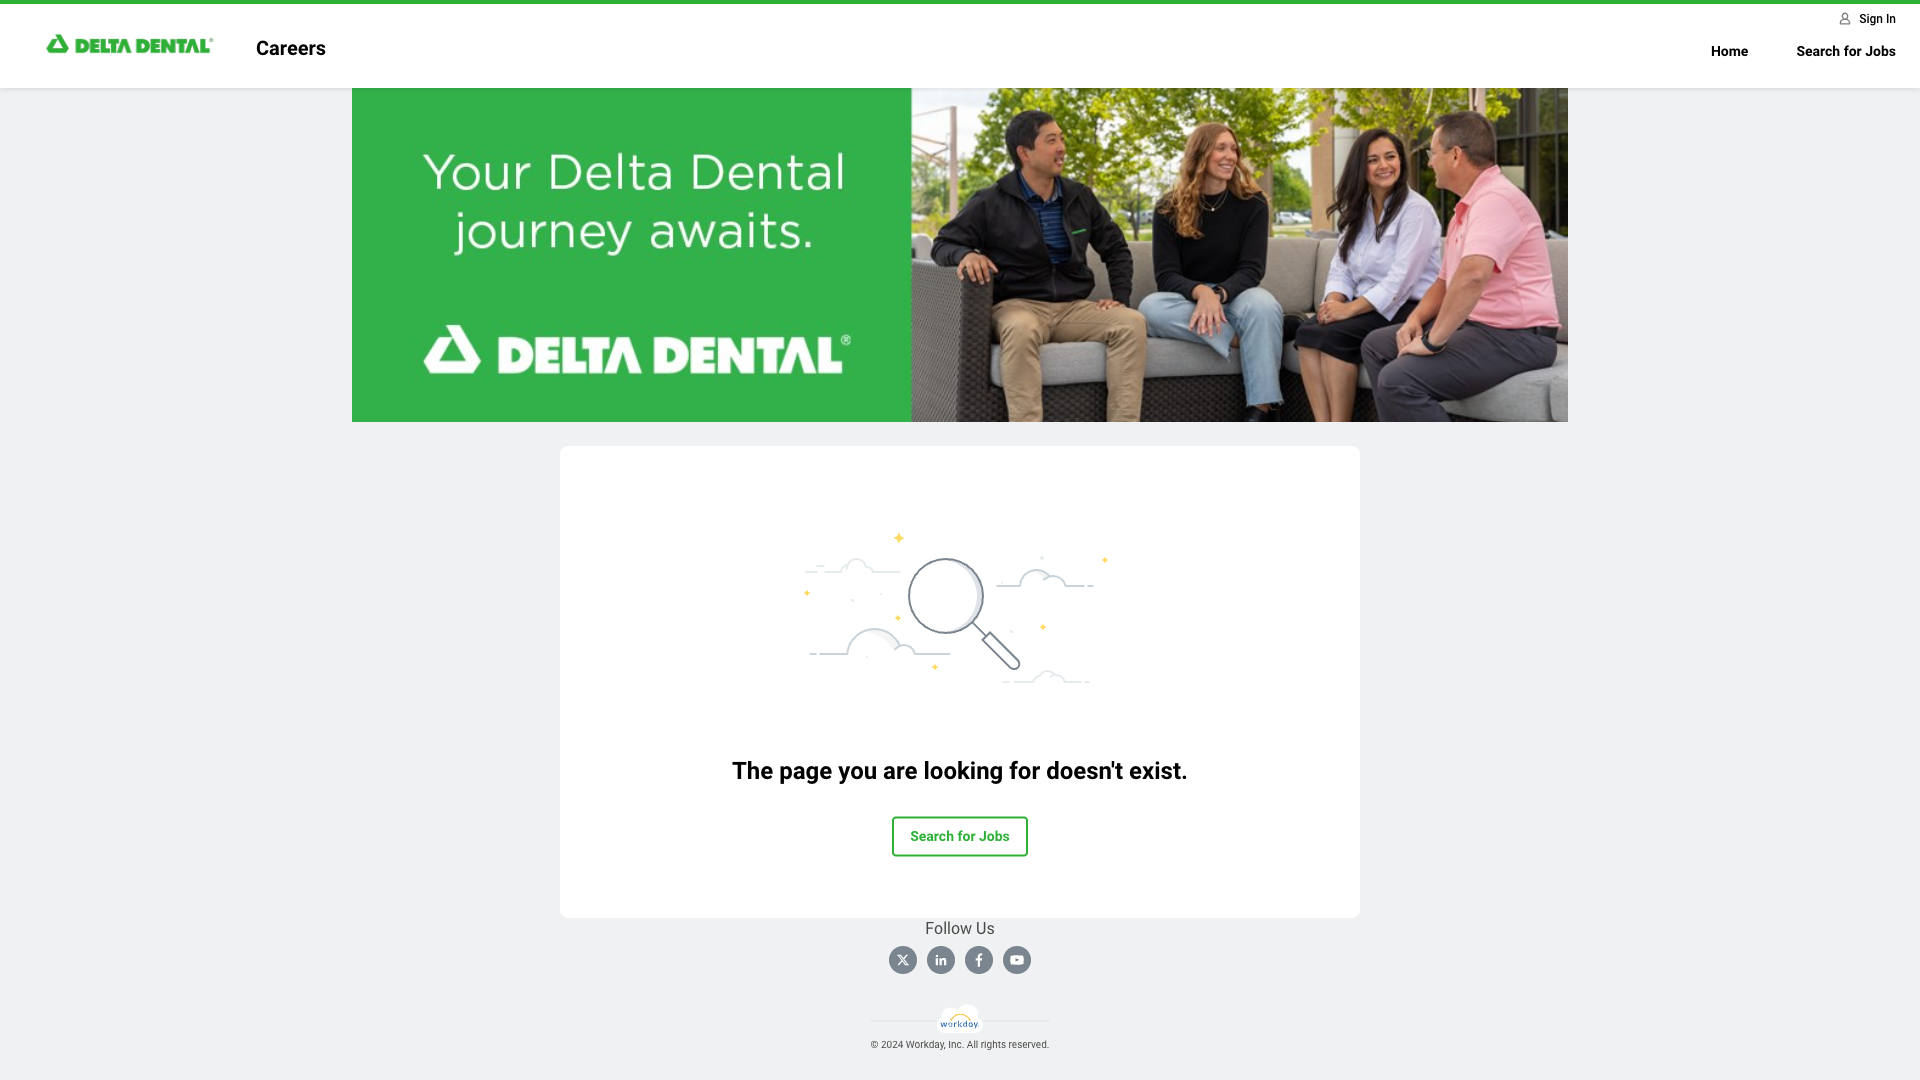 Sign In
DELTA DENTAL®
Careers
Home
Search for Jobs
Your Delta Dental
journey awaits.
DELTA DENTAL®
The page you are looking for doesn't exist.
Search for Jobs
Follow Us
workday.
© 2024 Workday, Inc. All rights reserved.